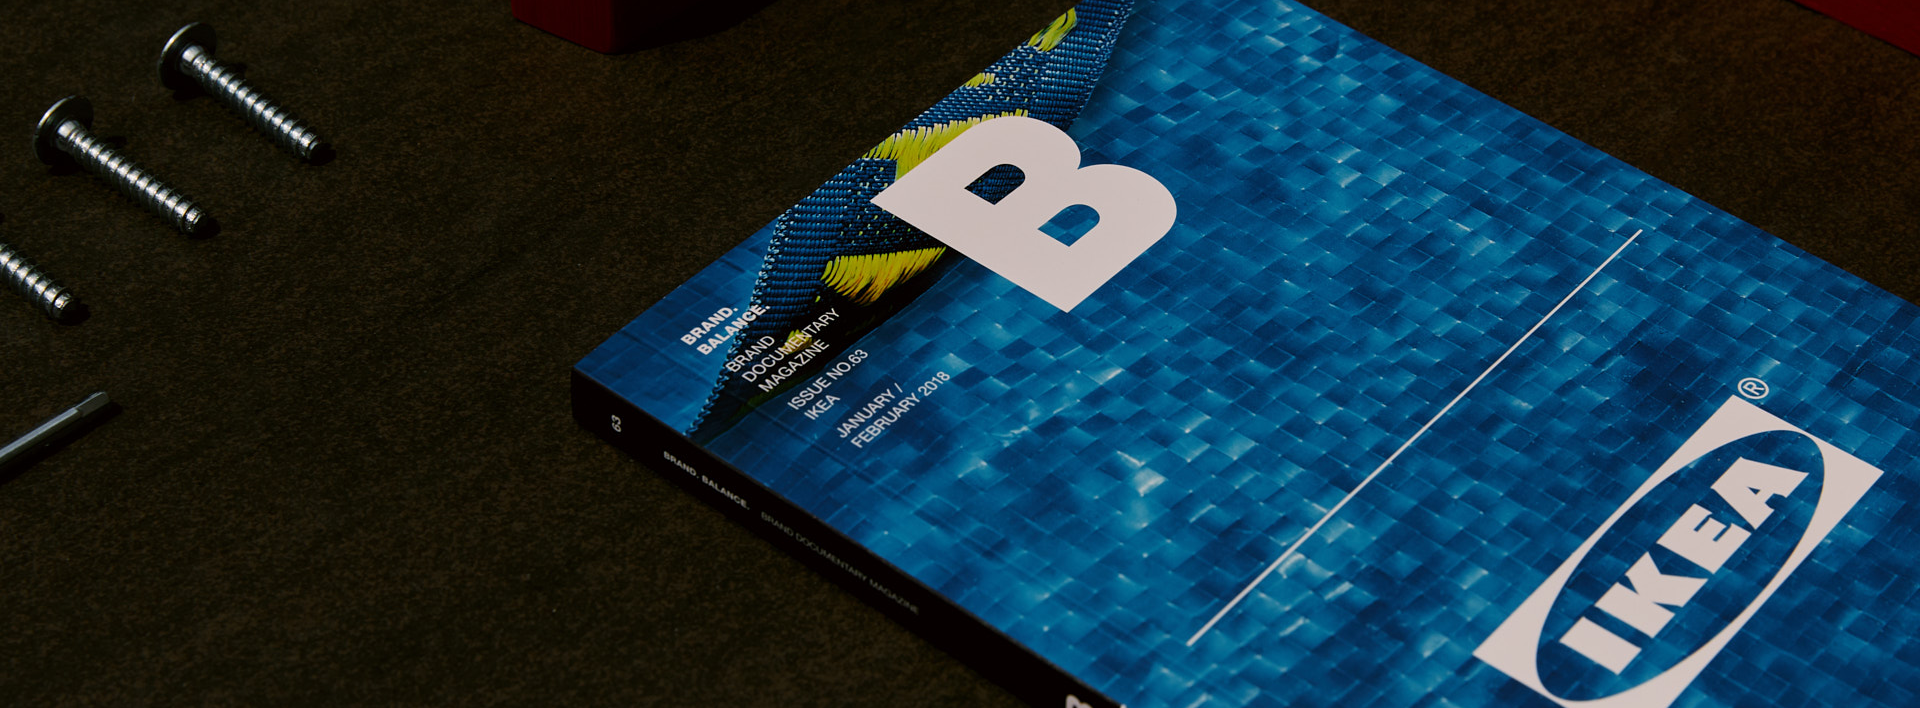 B
BRAND.
BALANCE.
BRAND
DOCUMENTARY
MAGAZINE
ISSUE NO.63
IKEA
JANUARY /
FEBRUARY 2018
IKEA
®
63
BRAND. BALANCE.
BRAND DOCUMENTARY MAGAZINE